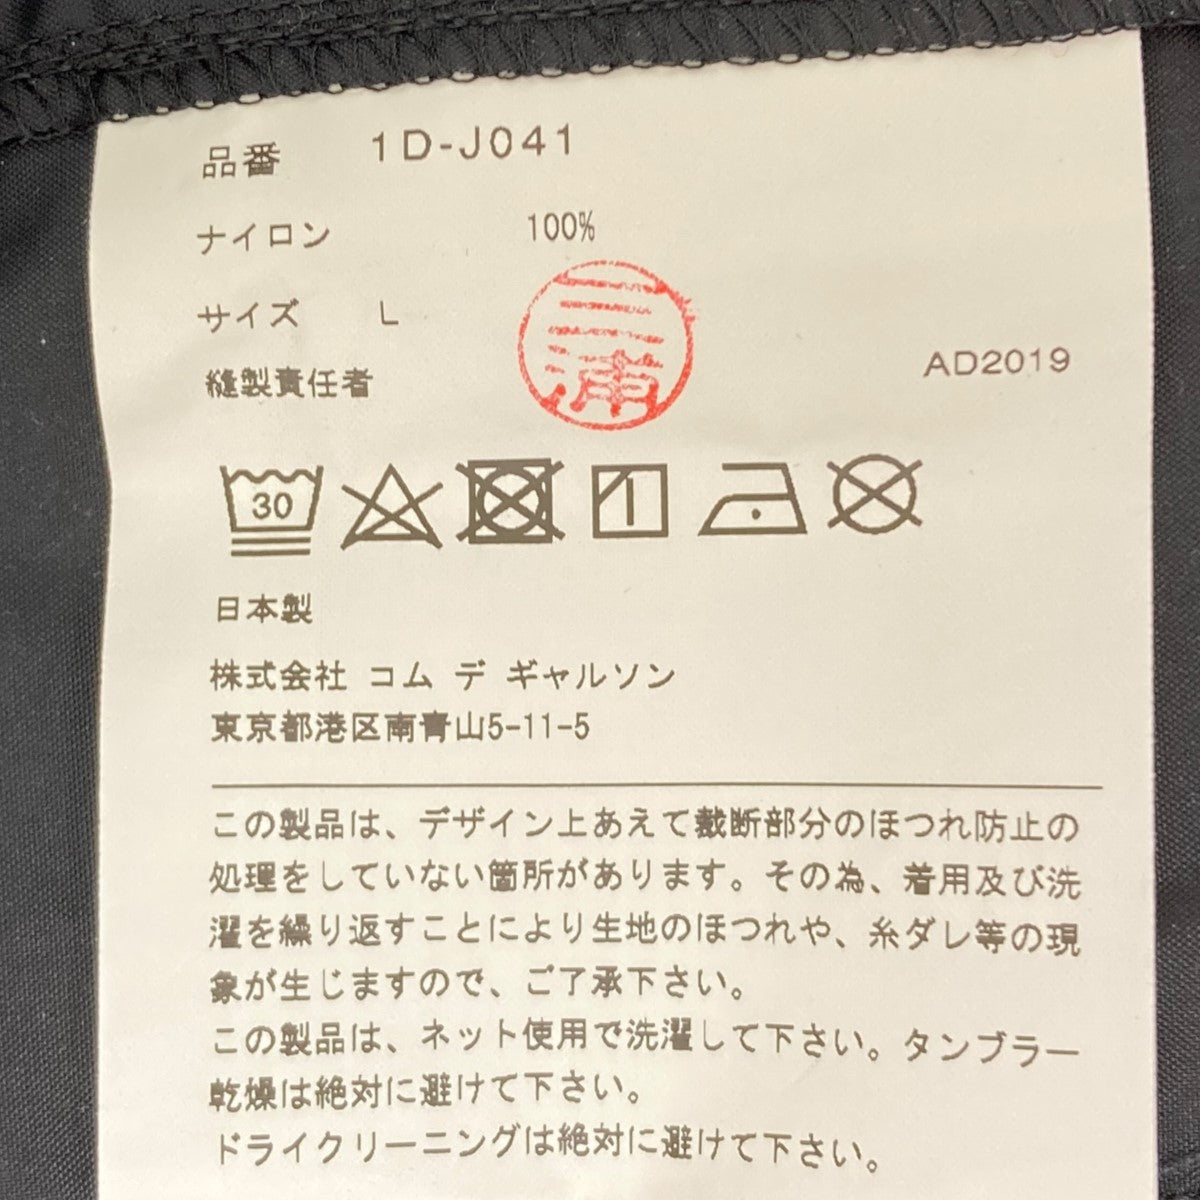 品番 1D-J041
ナイロン 100%
サイズ L
三浦
縫製責任者
AD2019
30
日本製
株式会社 コム デ ギャルソン
東京都港区南青山5-11-5
この製品は、デザイン上あえて裁断部分のほつれ防止の
処理をしていない箇所があります。その為、着用及び洗
濯を繰り返すことにより生地のほつれや、糸ダレ等の現
象が生じますので、ご了承下さい。
この製品は、ネット使用で洗濯して下さい。タンブラー
乾燥は絶対に避けて下さい。
ドライクリーニングは絶対に避けて下さい。